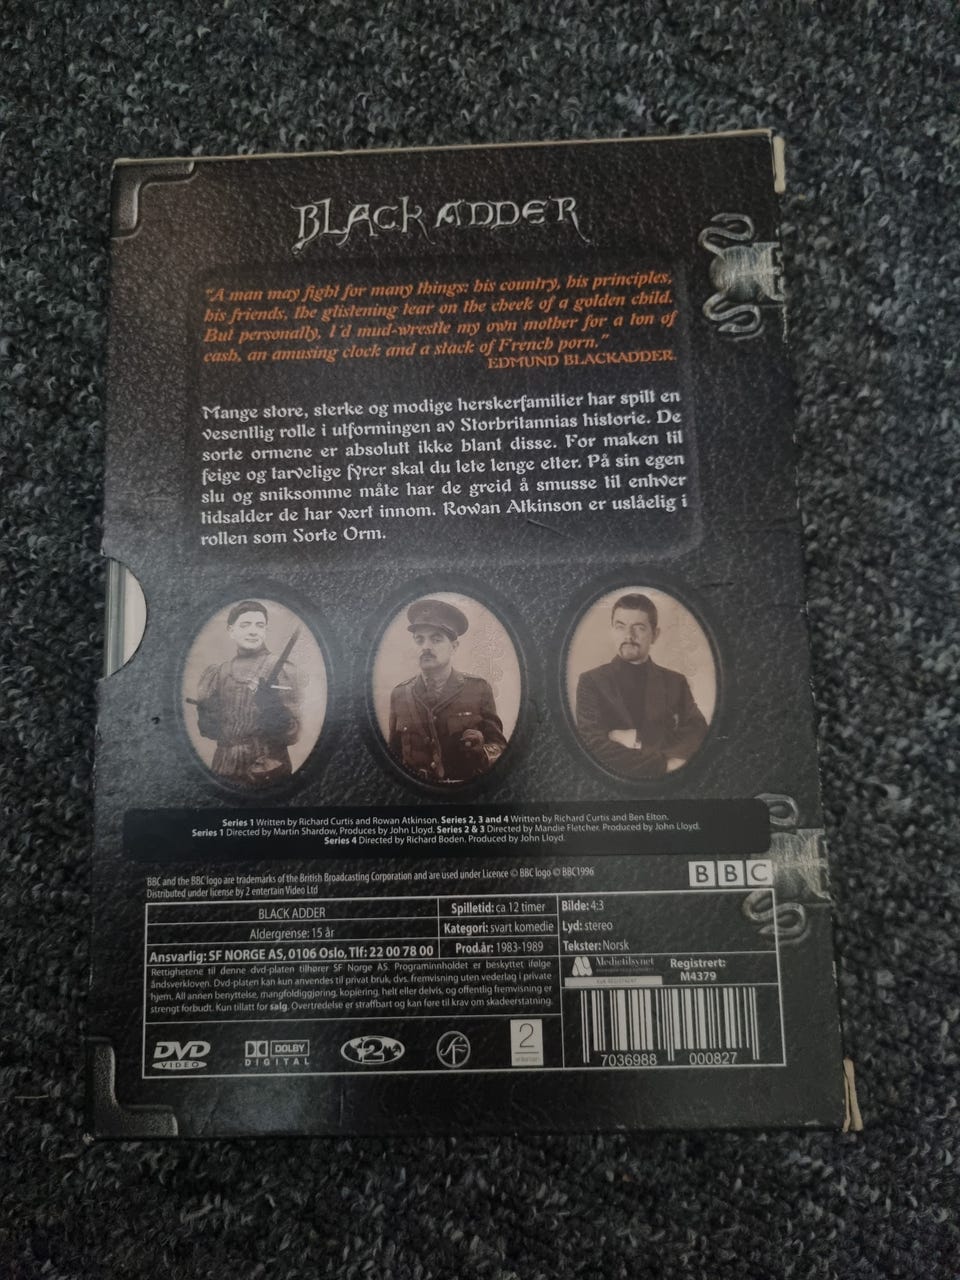 BLACK ADDER
"A man may fight for many things: his country, his principles,
his friends, the glistening tear on the cheek of a golden child.
But personally, I'd mud-wrestle my own mother for a ton of
cash, an amusing clock and a stack of French porn."
EDMUND BLACKADDER.
Mange store, sterke og modige herskerfamilier har spilt en
vesentlig rolle i utformingen av Storbritannias historie. De
sorte ormene er absolutt ikke blant disse. For maken til
feige og tarvelige fyrer skal du lete lenge etter. På sin egen
slu og sniksomme måte har de greid å smusse til enhver
tidsalder de har vært innom. Rowan Atkinson er uslåelig i
rollen som Sorte Orm.
Series 1 Written by Richard Curtis and Rowan Atkinson. Series 2, 3 and 4 Written by Richard Curtis and Ben Elton.
Series 1 Directed by Martin Shardow, Produces by John Lloyd. Series 2 & 3 Directed by Mandie Fletcher. Produced by John Lloyd.
Series 4 Directed by Richard Boden. Produced by John Lloyd.
BBC and the BBC logo are trademarks of the British Broadcasting Corporation and are used under Licence © BBC logo © BBC1996
Distributed under license by 2 entertain Video Ltd
BBC
BLACK ADDER
Aldergrense: 15 år
Ansvarlig: SF NORGE AS, 0106 Oslo, Tlf: 22 00 78 00
Spilletid: ca 12 timer
Kategori: svart komedie
Prod.år: 1983-1989
Bilde: 4:3
Lyd: stereo
Tekster: Norsk
Rettighetene til denne dvd-platen tilhører SF Norge AS. Programinnholdet er beskyttet ifølge
åndsverkloven. Dvd-platen kan kun anvendes til privat bruk, dvs. fremvisning uten vederlag i private
hjem. All annen benyttelse, mangfoldiggjøring, kopiering, helt eller delvis, og offentlig fremvisning er
strengt forbudt. Kun tillatt for salg. Overtredelse er straffbart og kan føre til krav om skadeerstatning.
Medietilsynet
Registrert:
M4379
DVD
VIDEO
DOLBY
DIGITAL
2
SF
2
entertain
7036988 000827